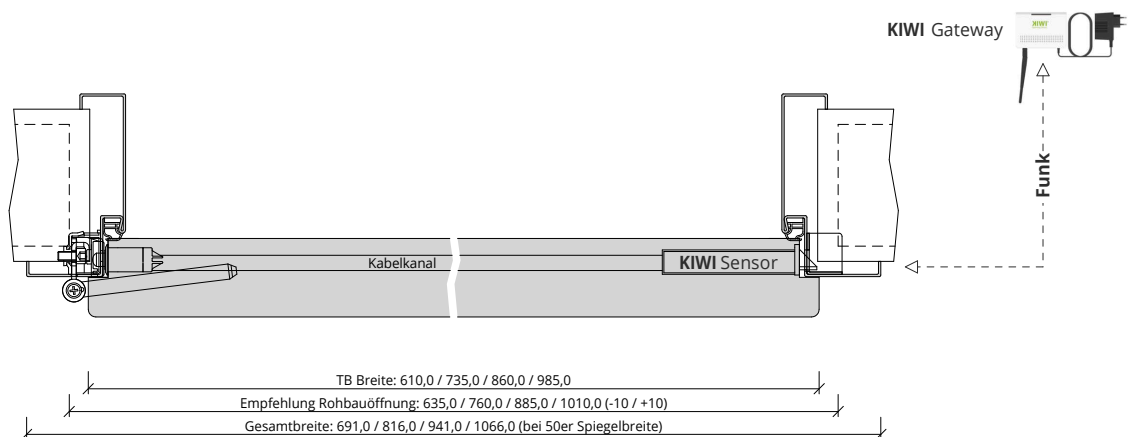 KIWI Gateway
KIWI
Funk
Kabelkanal
KIWI Sensor
TB Breite: 610,0 / 735,0 / 860,0 / 985,0
Empfehlung Rohbauöffnung: 635,0 / 760,0 / 885,0 / 1010,0 (-10 / +10)
Gesamtbreite: 691,0 / 816,0 / 941,0 / 1066,0 (bei 50er Spiegelbreite)